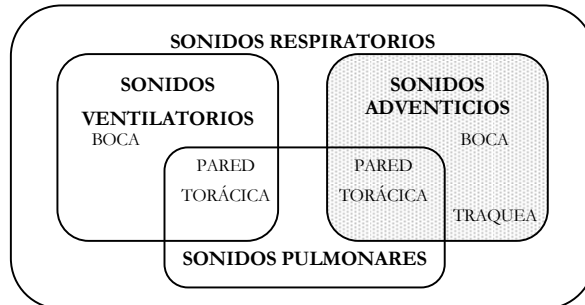 SONIDOS RESPIRATORIOS
SONIDOS
VENTILATORIOS
BOCA
SONIDOS
ADVENTICIOS
BOCA
PARED
TORÁCICA
PARED
TORÁCICA
TRAQUEA
SONIDOS PULMONARES